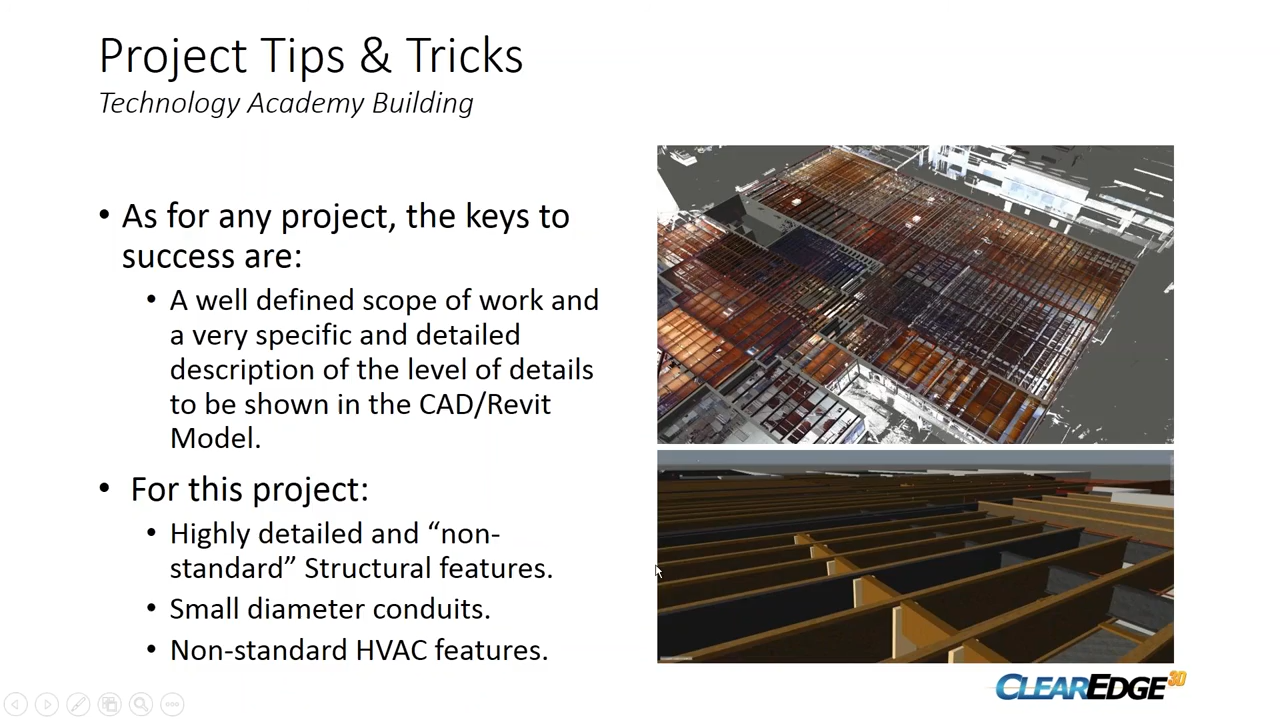 Project Tips & Tricks
Technology Academy Building
• As for any project, the keys to
success are:
• A well defined scope of work and
a very specific and detailed
description of the level of details
to be shown in the CAD/Revit
Model.
• For this project:
• Highly detailed and “non-
standard” Structural features.
• Small diameter conduits.
• Non-standard HVAC features.
CLEAREDGE3D